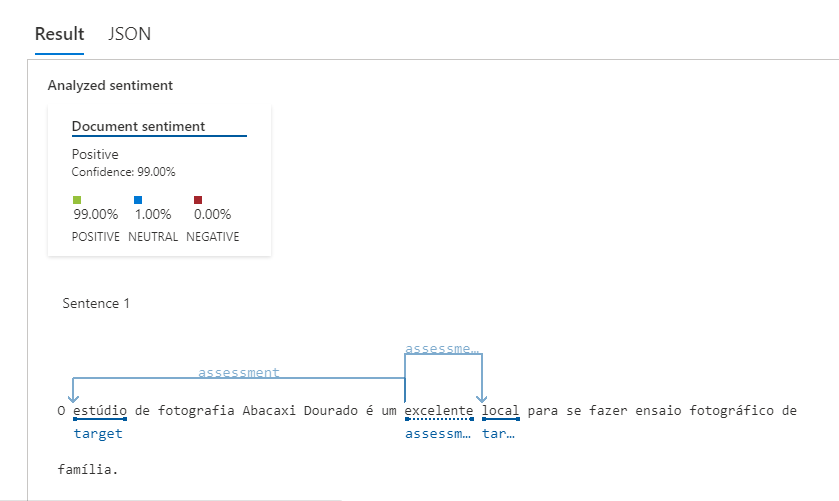 Result JSON
Analyzed sentiment
Document sentiment
Positive
Confidence: 99.00%
99.00% 1.00% 0.00%
POSITIVE NEUTRAL NEGATIVE
Sentence 1
assessme...
assessment
O estúdio de fotografia Abacaxi Dourado é um excelente local para se fazer ensaio fotográfico de
target assessm... tar...
família.